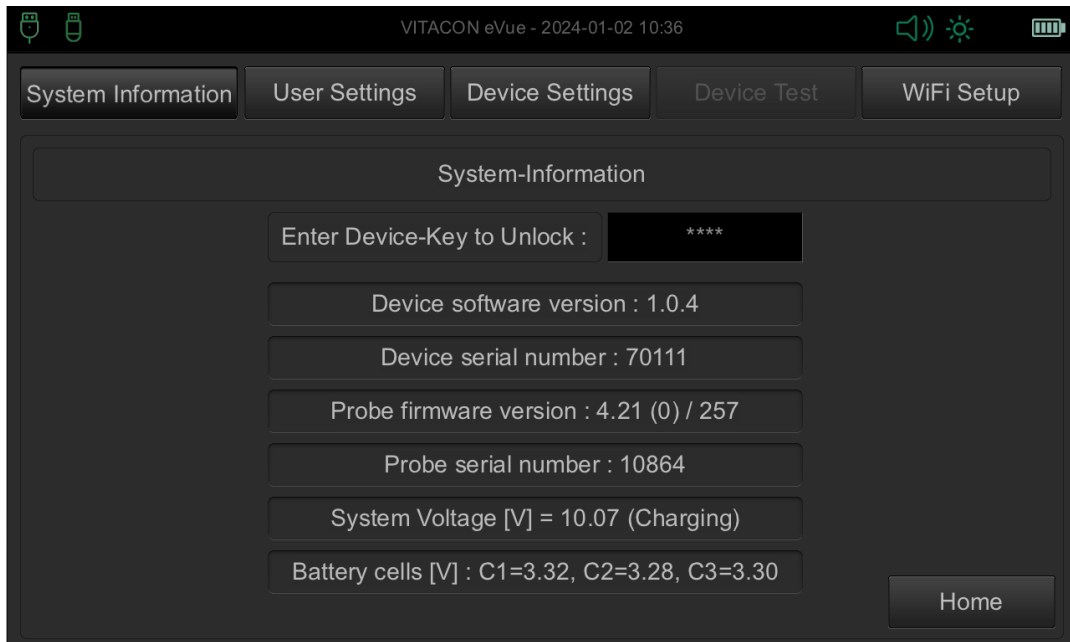 VITACON eVue - 2024-01-02 10:36
System Information
User Settings
Device Settings
Device Test
WiFi Setup
System-Information
Enter Device-Key to Unlock : ****
Device software version : 1.0.4
Device serial number : 70111
Probe firmware version : 4.21 (0) / 257
Probe serial number : 10864
System Voltage [V] = 10.07 (Charging)
Battery cells [V] : C1=3.32, C2=3.28, C3=3.30
Home